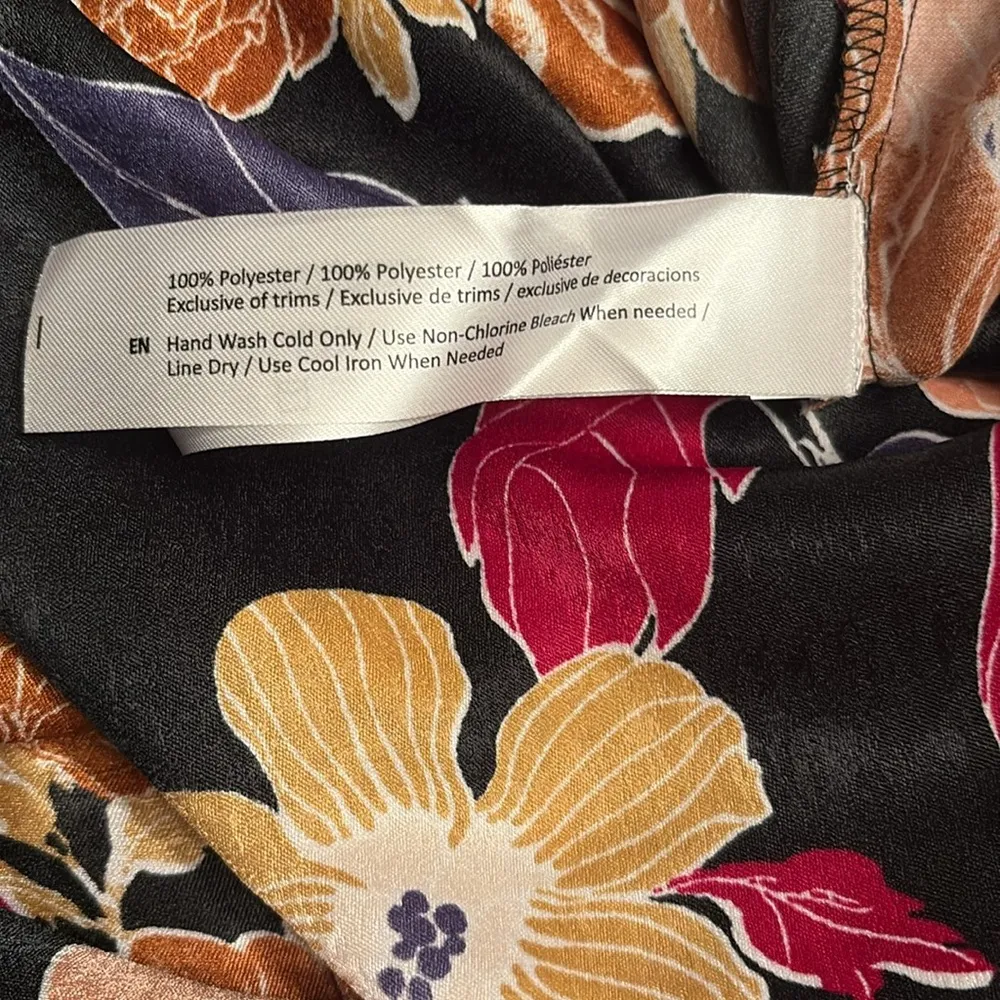 100% Polyester / 100% Polyester / 100% Poliéster
Exclusive of trims / Exclusive de trims / exclusive de decoracions
EN Hand Wash Cold Only / Use Non-Chlorine Bleach When needed /
Line Dry / Use Cool Iron When Needed